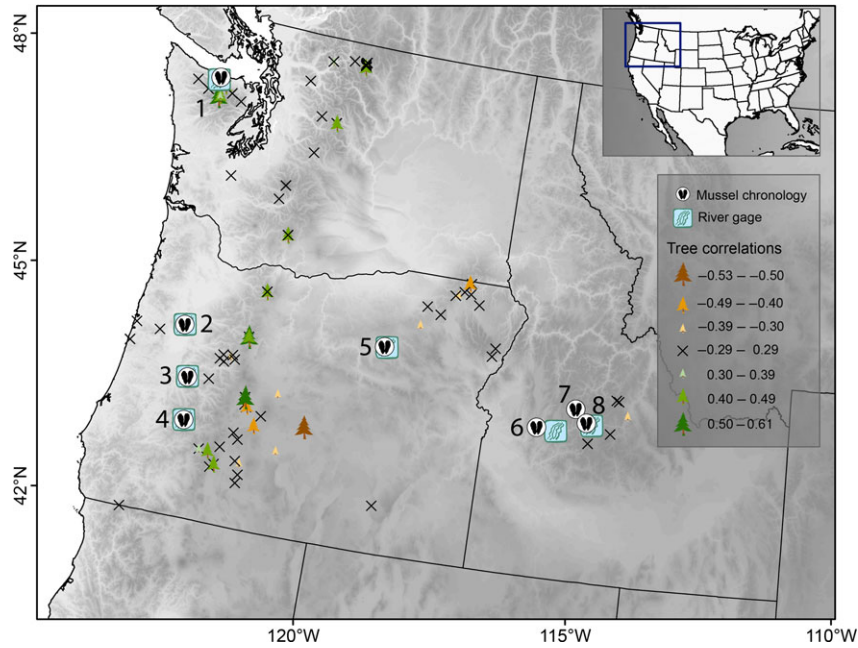 48°N
45°N
42°N
1
2
3
4
5
6
7
8
Mussel chronology
River gage
Tree correlations
−0.53 – −0.50
−0.49 – −0.40
−0.39 – −0.30
−0.29 – 0.29
0.30 – 0.39
0.40 – 0.49
0.50 – 0.61
120°W
115°W
110°W